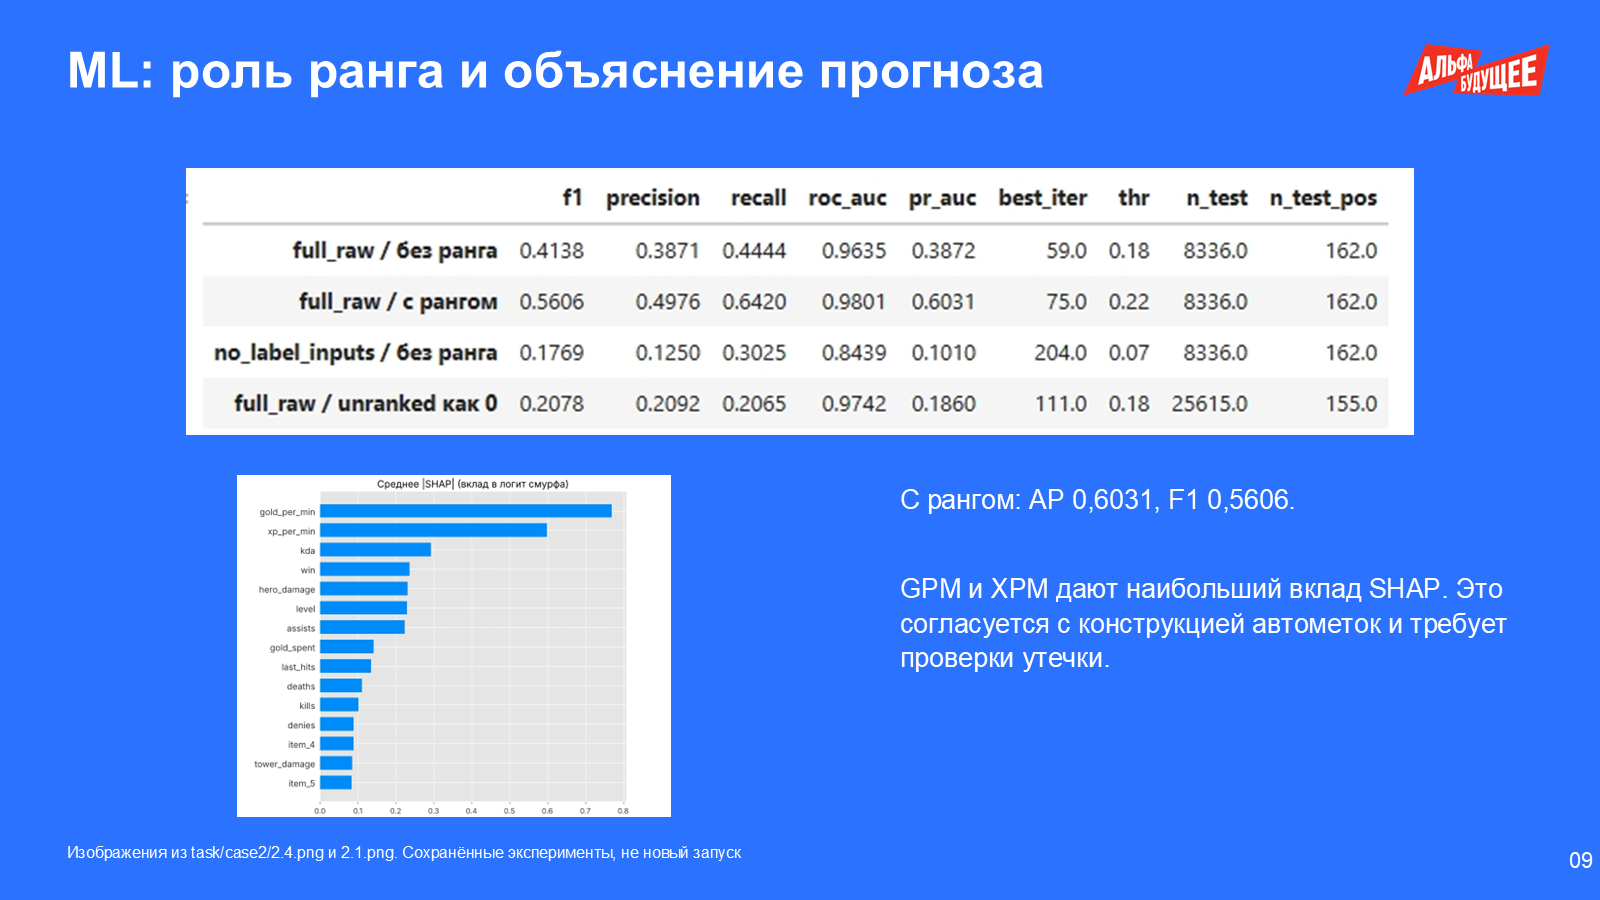 ML: роль ранга и объяснение прогноза
АЛЬФА
БУДУЩЕЕ
f1 precision recall roc_auc pr_auc best_iter thr n_test n_test_pos
full_raw / без ранга 0.4138 0.3871 0.4444 0.9635 0.3872 59.0 0.18 8336.0 162.0
full_raw / с рангом 0.5606 0.4976 0.6420 0.9801 0.6031 75.0 0.22 8336.0 162.0
no_label_inputs / без ранга 0.1769 0.1250 0.3025 0.8439 0.1010 204.0 0.07 8336.0 162.0
full_raw / unranked как 0 0.2078 0.2092 0.2065 0.9742 0.1860 111.0 0.18 25615.0 155.0
Среднее |SHAP| (вклад в логит смурфа)
gold_per_min
xp_per_min
kda
win
hero_damage
level
assists
gold_spent
last_hits
deaths
kills
denies
item_4
tower_damage
item_5
0.0 0.1 0.2 0.3 0.4 0.5 0.6 0.7 0.8
С рангом: AP 0,6031, F1 0,5606.
GPM и XPM дают наибольший вклад SHAP. Это
согласуется с конструкцией автометок и требует
проверки утечки.
Изображения из task/case2/2.4.png и 2.1.png. Сохранённые эксперименты, не новый запуск
09